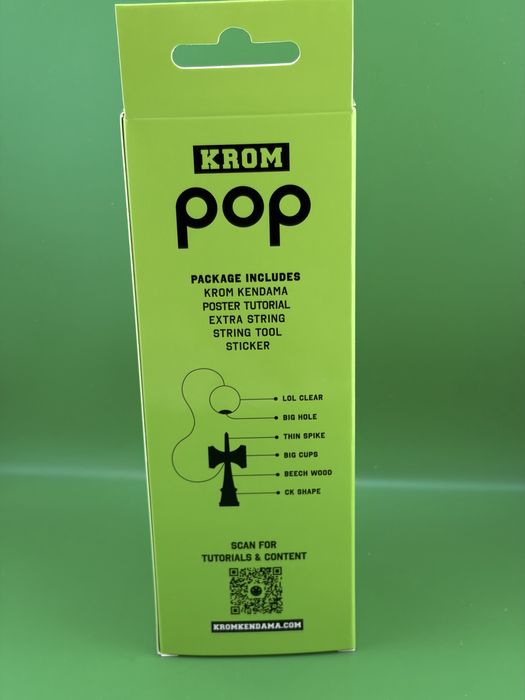 KROM
pop
PACKAGE INCLUDES
KROM KENDAMA
POSTER TUTORIAL
EXTRA STRING
STRING TOOL
STICKER
LOL CLEAR
BIG HOLE
THIN SPIKE
BIG CUPS
BEECH WOOD
CK SHAPE
SCAN FOR
TUTORIALS & CONTENT
KROMKENDAMA.COM